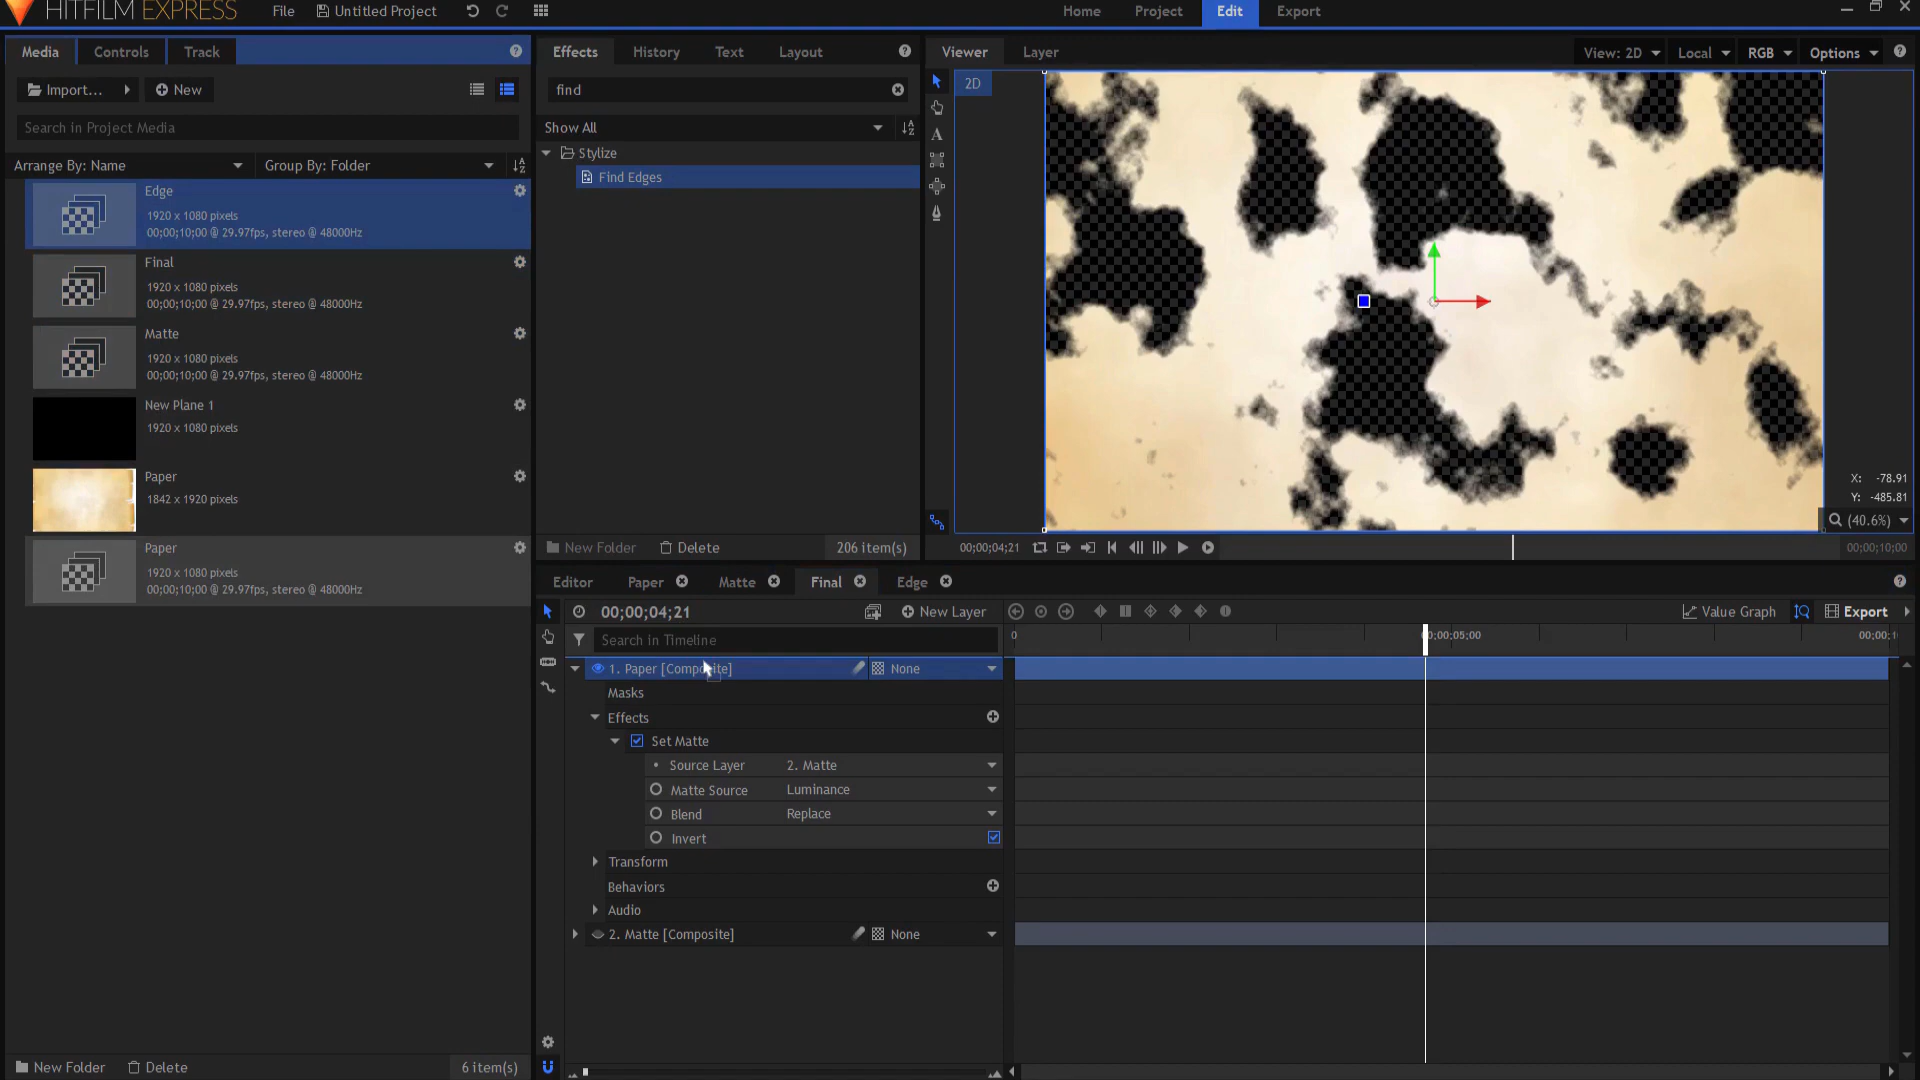 HITFILM EXPRESS
File
Untitled Project
Home
Project
Edit
Export
Media
Controls
Track
Import...
New
Search in Project Media
Arrange By: Name
Group By: Folder
Edge
1920 x 1080 pixels
00;00;10;00 @ 29.97fps, stereo @ 48000Hz
Final
1920 x 1080 pixels
00;00;10;00 @ 29.97fps, stereo @ 48000Hz
Matte
1920 x 1080 pixels
00;00;10;00 @ 29.97fps, stereo @ 48000Hz
New Plane 1
1920 x 1080 pixels
Paper
1842 x 1920 pixels
Paper
1920 x 1080 pixels
00;00;10;00 @ 29.97fps, stereo @ 48000Hz
New Folder
Delete
6 item(s)
Effects
History
Text
Layout
find
Show All
Stylize
Find Edges
New Folder
Delete
206 item(s)
Viewer
Layer
View: 2D
Local
RGB
Options
2D
X: -78.91
Y: -485.81
(40.6%)
00;00;04;21
00;00;10;00
Editor
Paper
Matte
Final
Edge
00;00;04;21
New Layer
Value Graph
Export
Search in Timeline
0
00;00;05;00
00;00;1
1. Paper [Composite]
None
Masks
Effects
Set Matte
Source Layer
2. Matte
Matte Source
Luminance
Blend
Replace
Invert
Transform
Behaviors
Audio
2. Matte [Composite]
None